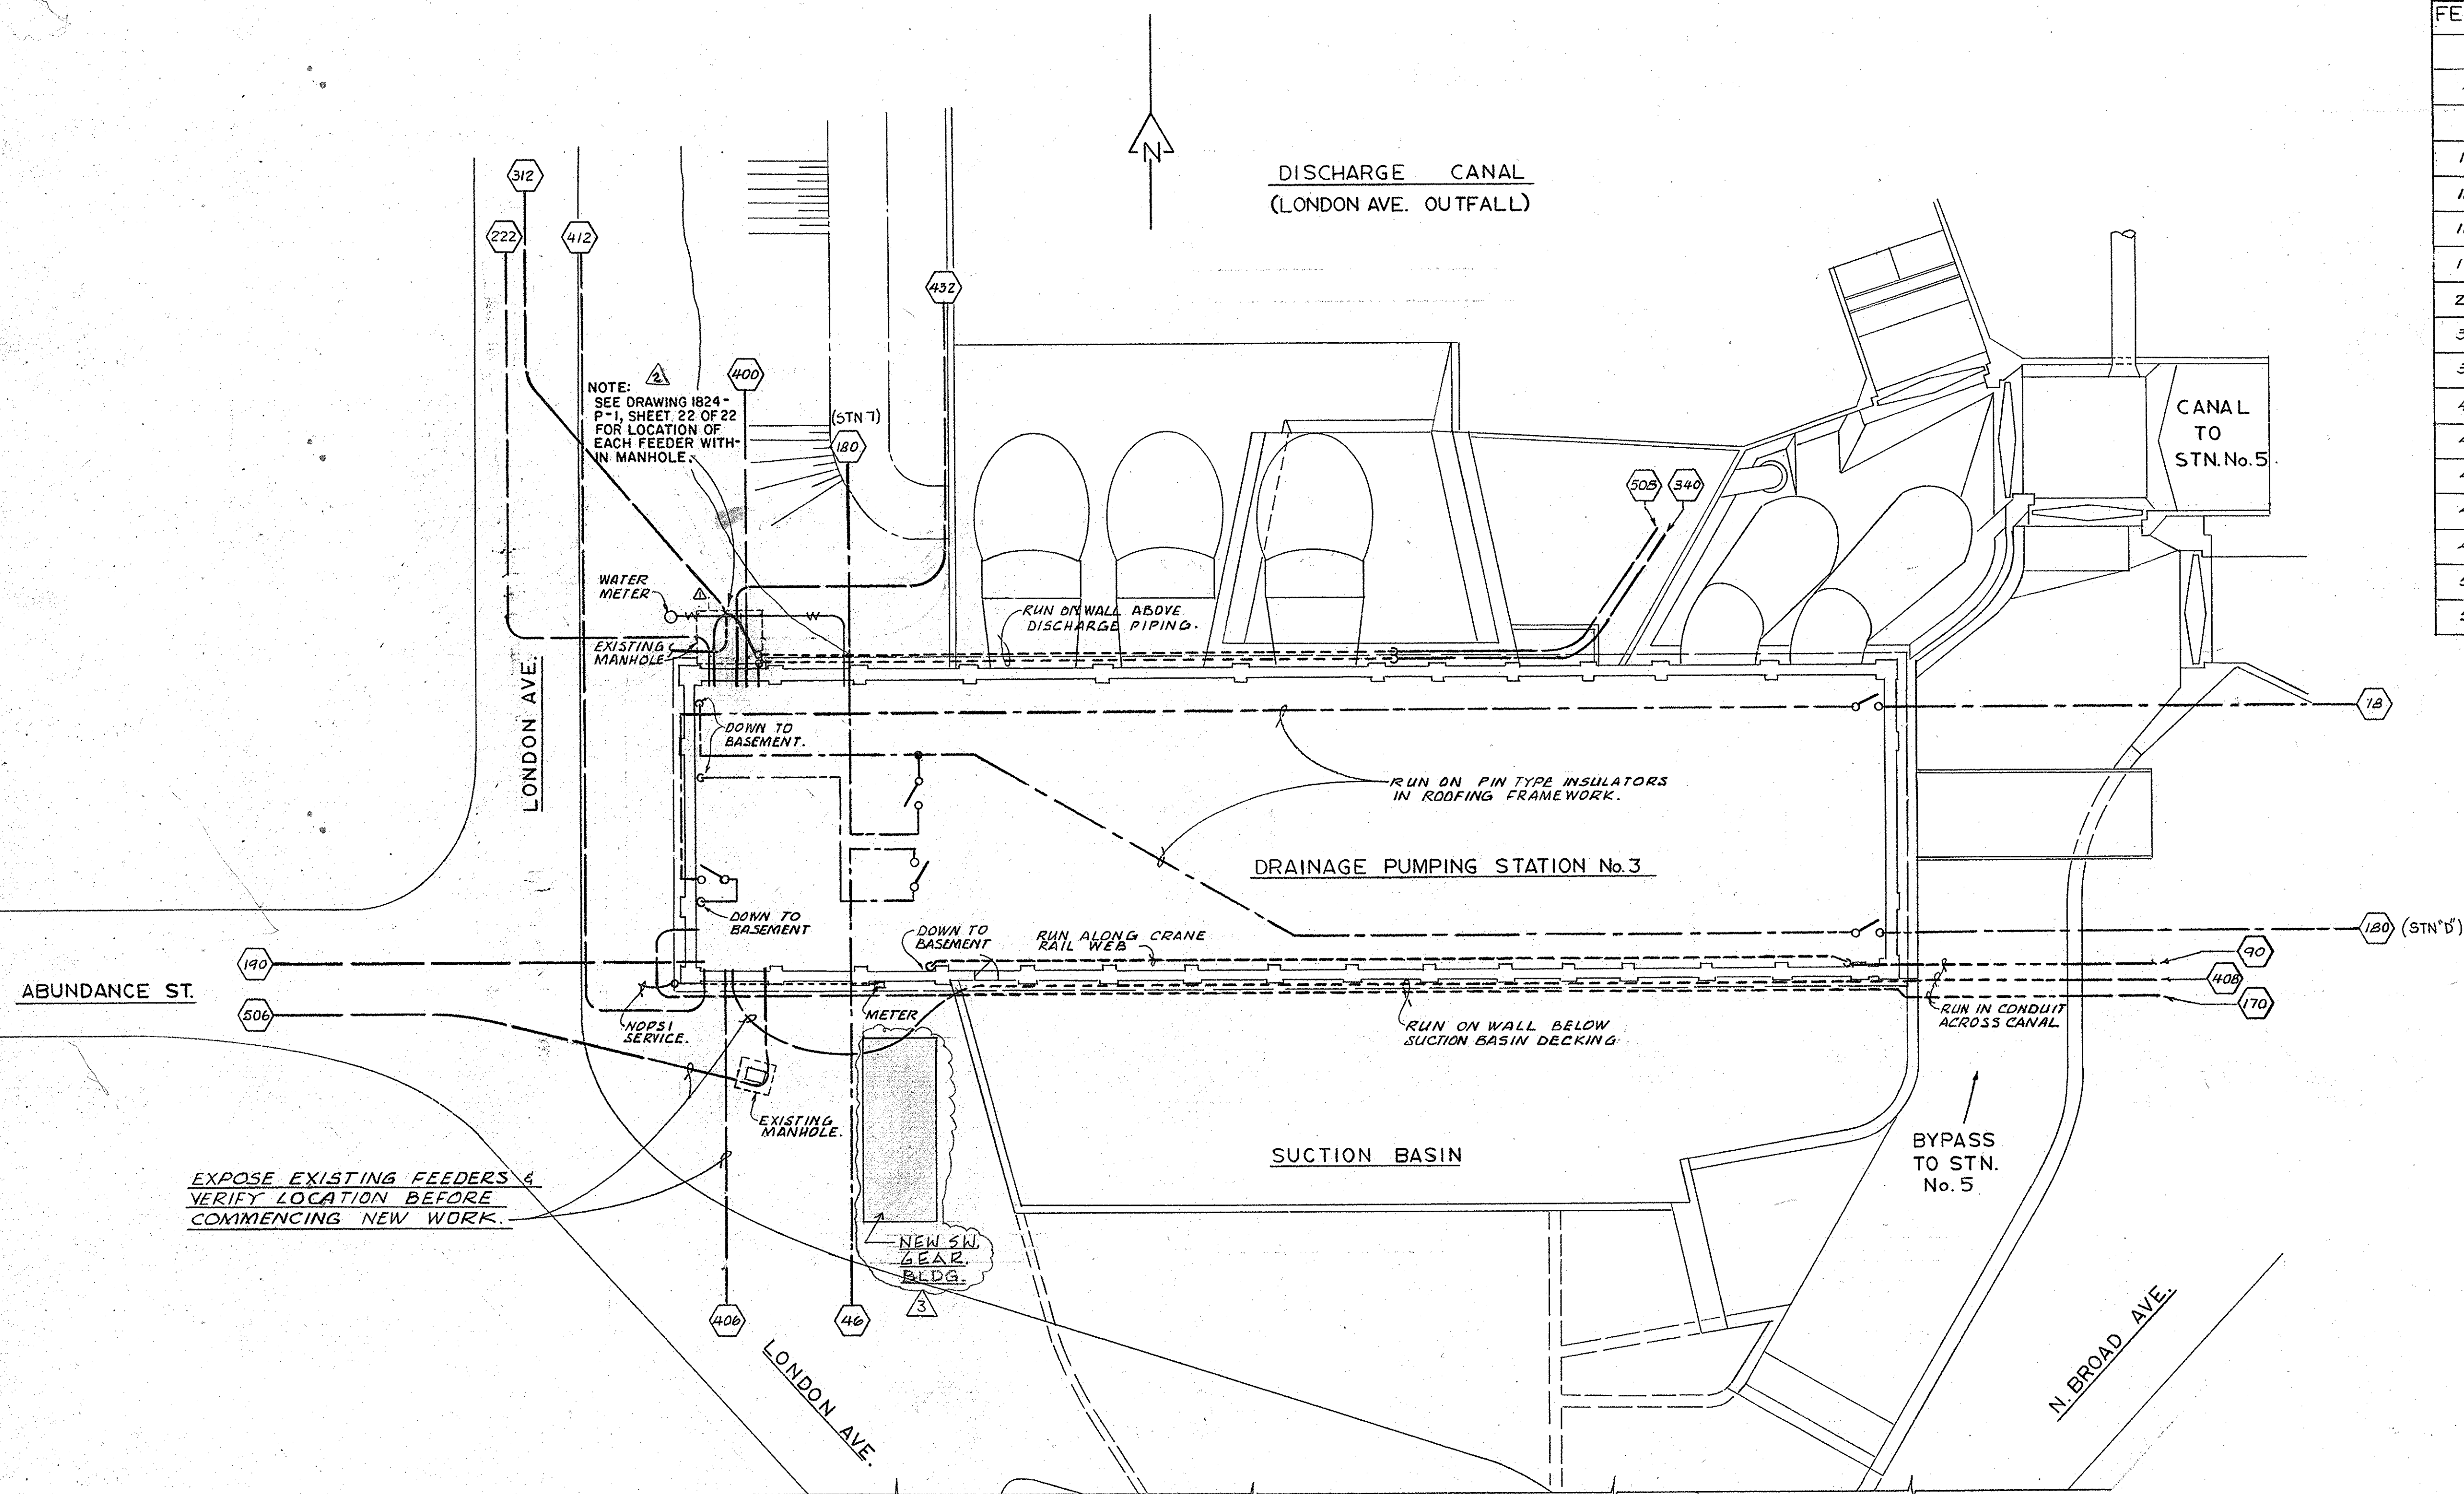 FE
DISCHARGE CANAL
(LONDON AVE. OUTFALL)
N
312
222
412
432
NOTE:
2
SEE DRAWING 1824-
P-1, SHEET 22 OF 22
FOR LOCATION OF
EACH FEEDER WITH-
IN MANHOLE.
400
(STN 7)
180
508
340
CANAL
TO
STN. No. 5.
WATER
METER
1
W
W
EXISTING
MANHOLE
RUN ON WALL ABOVE
DISCHARGE PIPING.
LONDON AVE.
DOWN TO
BASEMENT.
78
RUN ON PIN TYPE INSULATORS
IN ROOFING FRAMEWORK.
DRAINAGE PUMPING STATION No. 3
DOWN TO
BASEMENT
DOWN TO
BASEMENT
RUN ALONG CRANE
RAIL WEB
180
(STN "D")
190
90
408
170
ABUNDANCE ST.
506
NOPSI
SERVICE.
METER
RUN ON WALL BELOW
SUCTION BASIN DECKING
RUN IN CONDUIT
ACROSS CANAL
EXISTING
MANHOLE.
SUCTION BASIN
BYPASS
TO STN.
No. 5
EXPOSE EXISTING FEEDERS &
VERIFY LOCATION BEFORE
COMMENCING NEW WORK.
NEW SW.
GEAR.
BLDG.
3
406
46
LONDON AVE.
N. BROAD AVE.